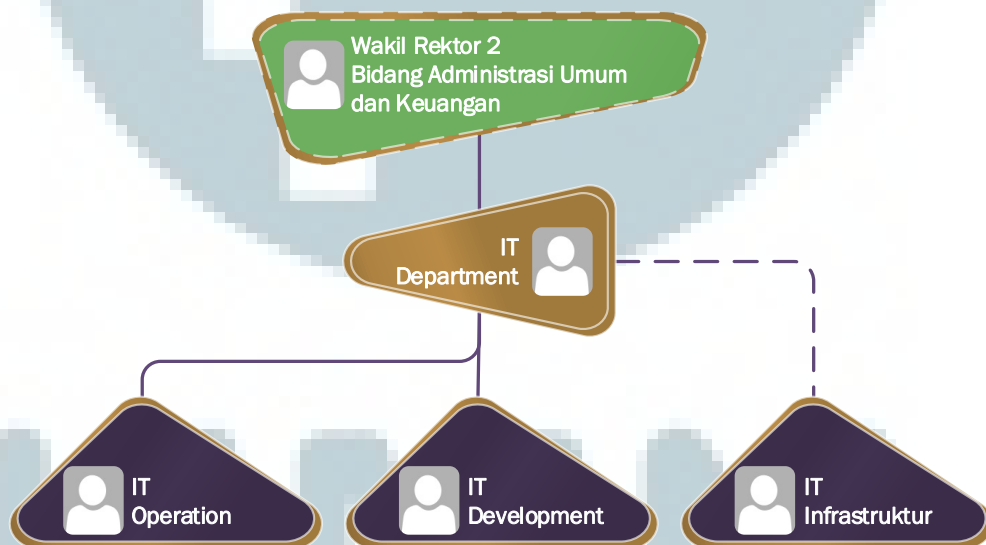 Wakil Rektor 2
Bidang Administrasi Umum
dan Keuangan
IT
Department
IT
Operation
IT
Development
IT
Infrastruktur